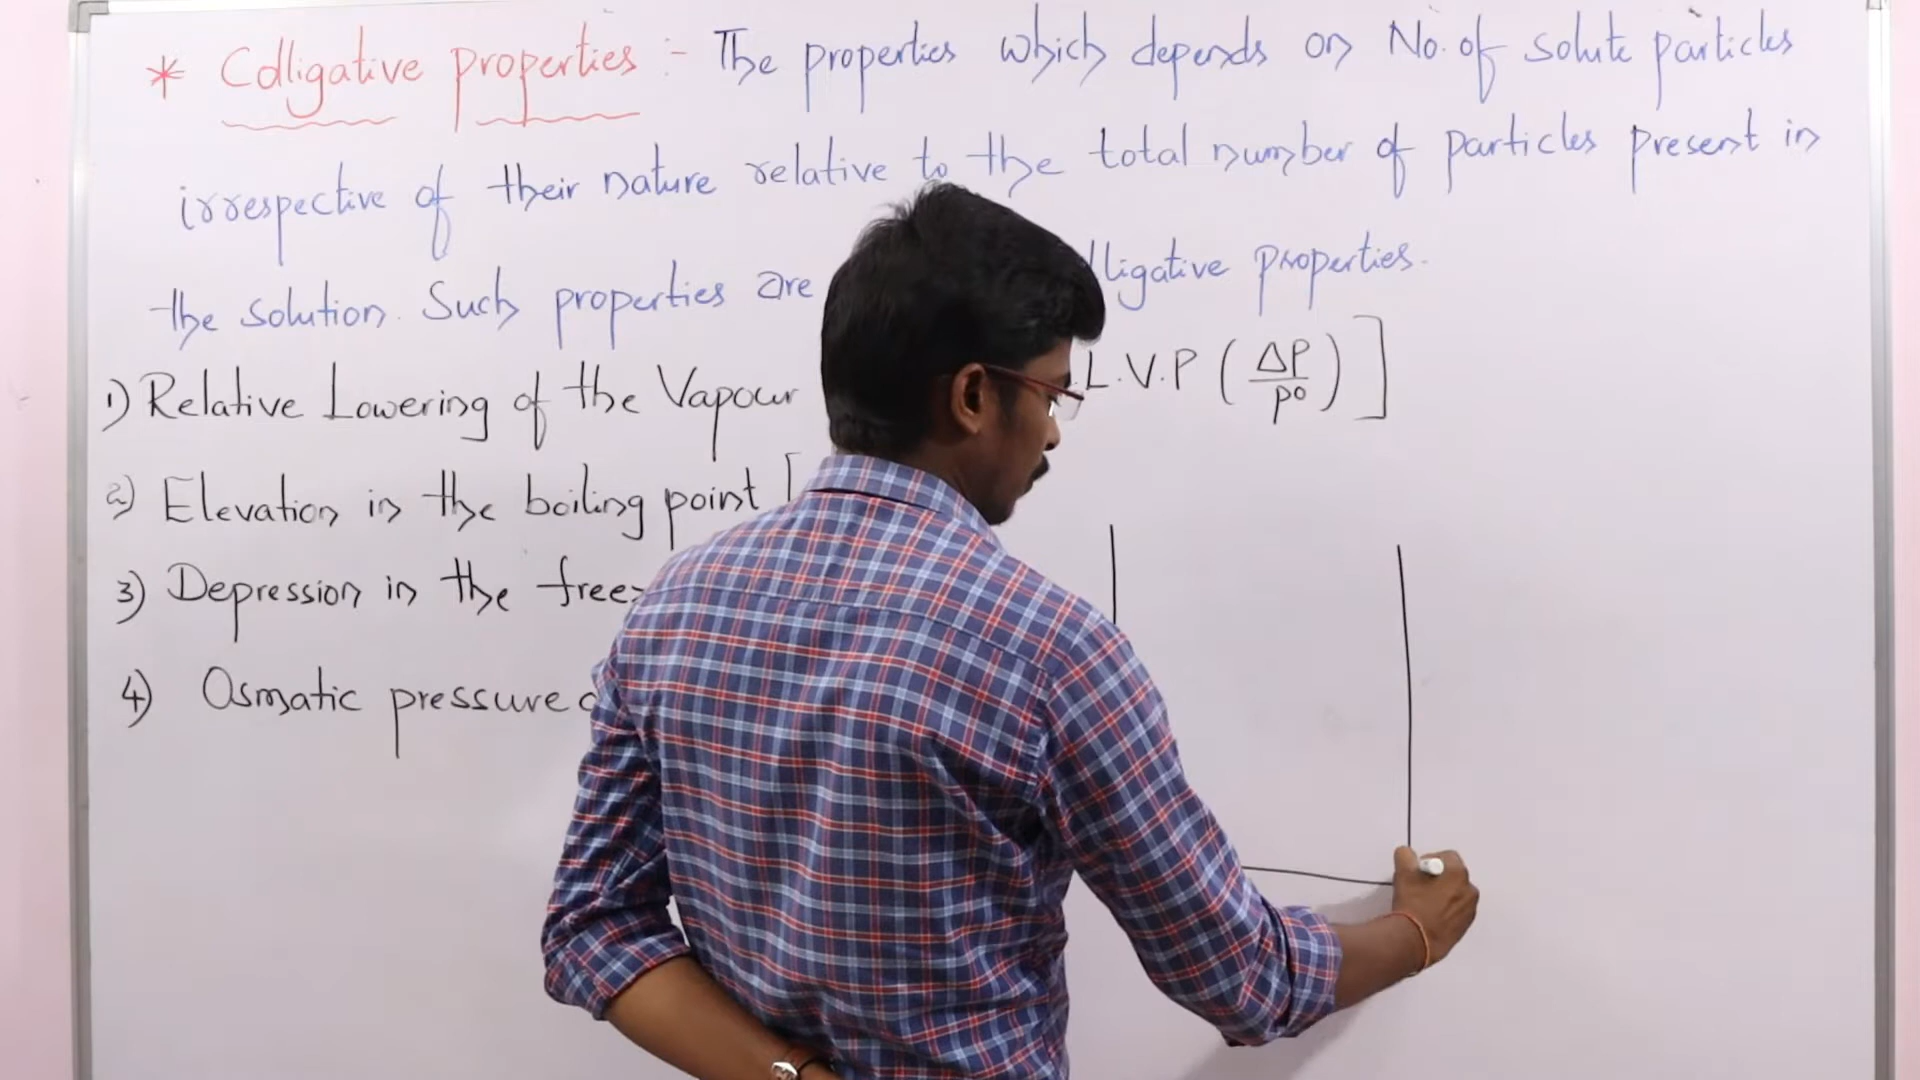 * Colligative properties :- The properties which depends on No. of solute particles
irrespective of their nature relative to the total number of particles present in
the solution. Such properties are lligative properties.
1) Relative Lowering of the Vapour .L.V.P (ΔP/P°)]
2) Elevation in the boiling point [
3) Depression in the freez
4) Osmatic pressure o